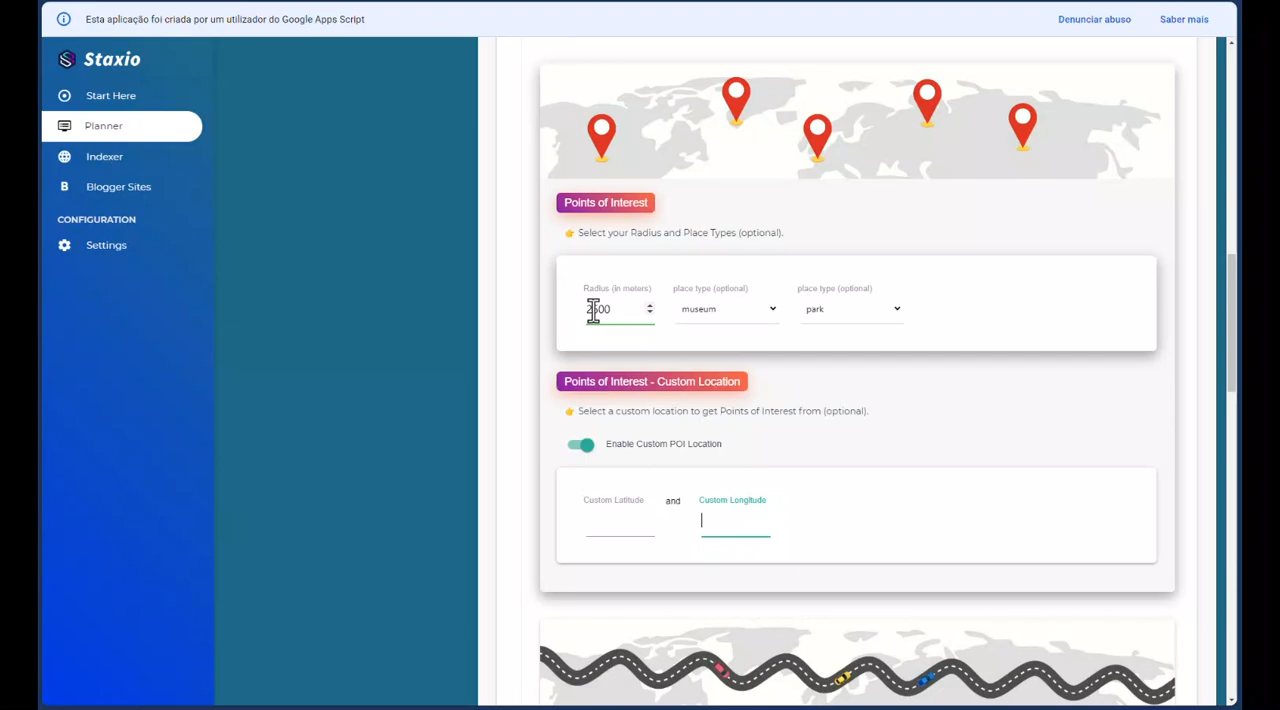 Esta aplicação foi criada por um utilizador do Google Apps Script
Denunciar abuso
Saber mais
Staxio
Start Here
Planner
Indexer
B Blogger Sites
CONFIGURATION
Settings
Points of Interest
👉 Select your Radius and Place Types (optional).
Radius (in meters)
place type (optional)
place type (optional)
2500
museum
park
Points of Interest - Custom Location
👉 Select a custom location to get Points of Interest from (optional).
Enable Custom POI Location
Custom Latitude
and
Custom Longitude